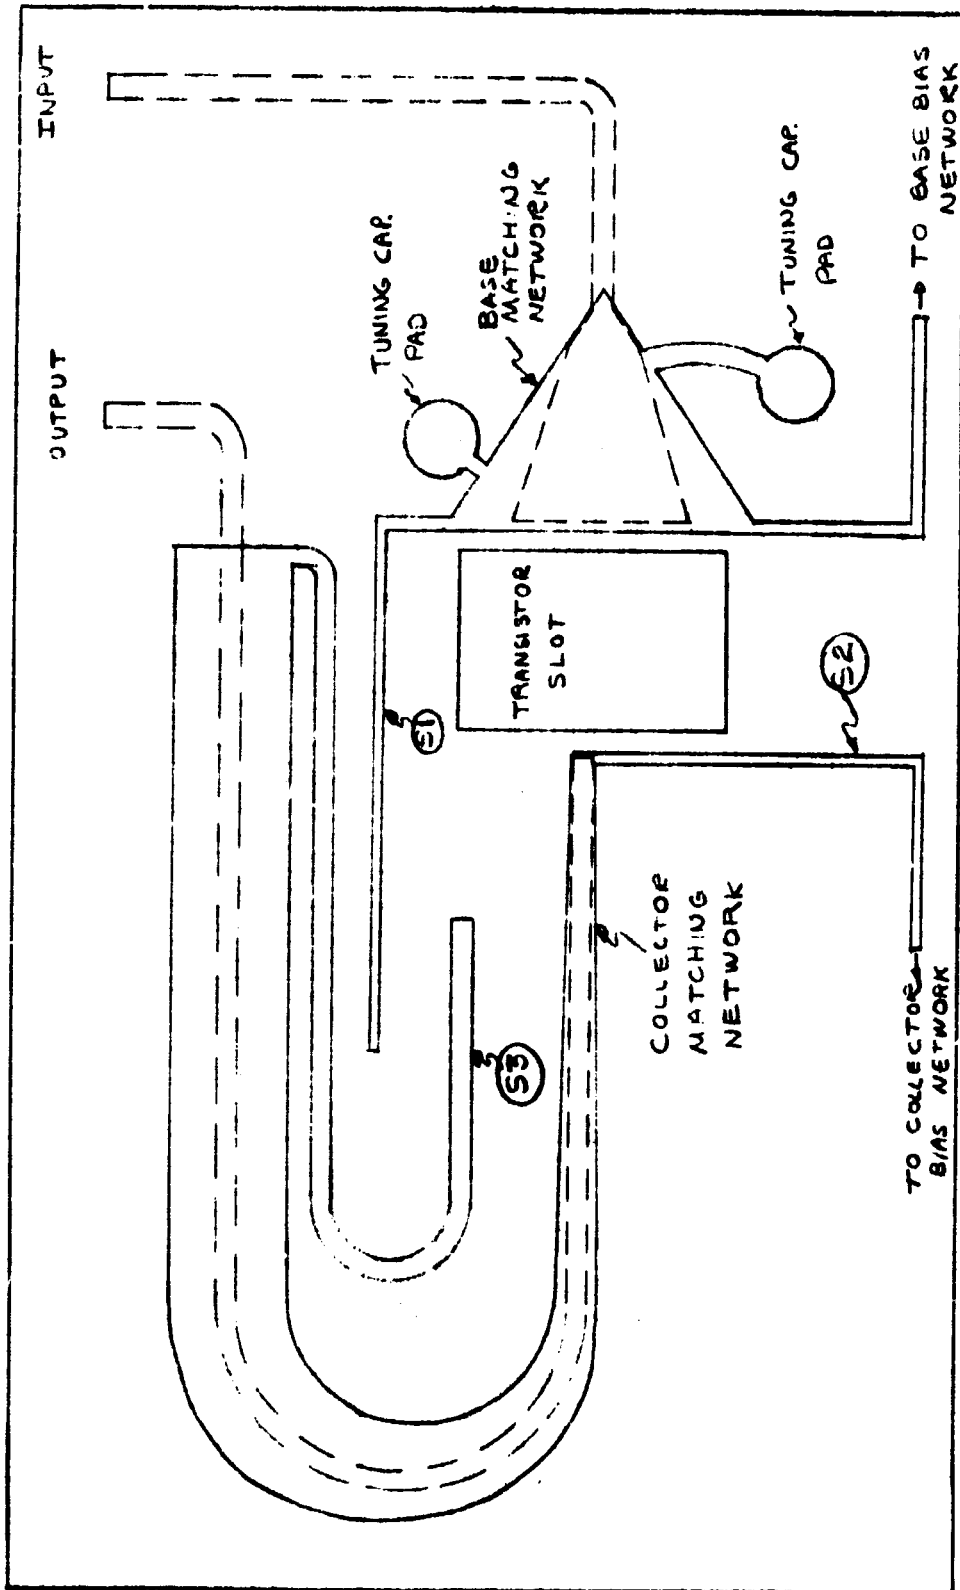 INPUT
OUTPUT
TUNING CAP.
PAD
BASE
MATCHING
NETWORK
TUNING CAP.
PAD
TO BASE BIAS
NETWORK
TRANSISTOR
SLOT
S1
S2
S3
COLLECTOR
MATCHING
NETWORK
TO COLLECTOR
BIAS NETWORK